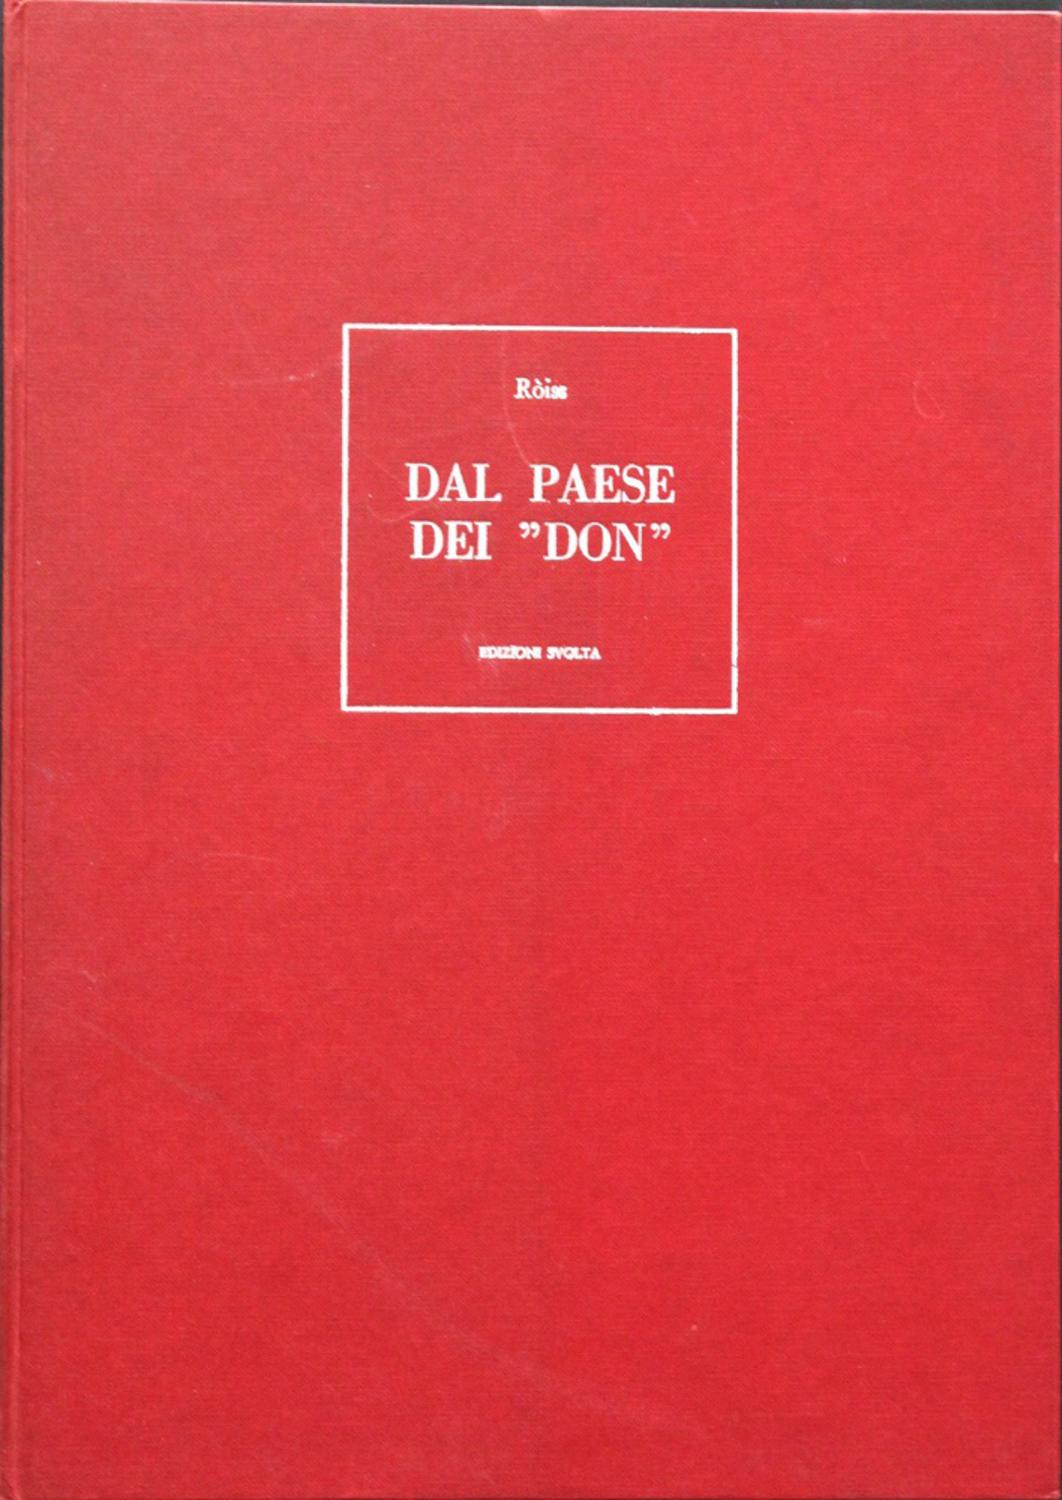 Ròiss
DAL PAESE
DEI ”DON”
EDIZIONI SVOLTA